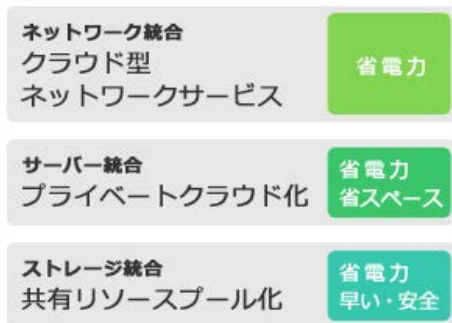 ネットワーク統合
クラウド型
ネットワークサービス
省電力
サーバー統合
プライベートクラウド化
省電力
省スペース
ストレージ統合
共有リソースプール化
省電力
早い・安全